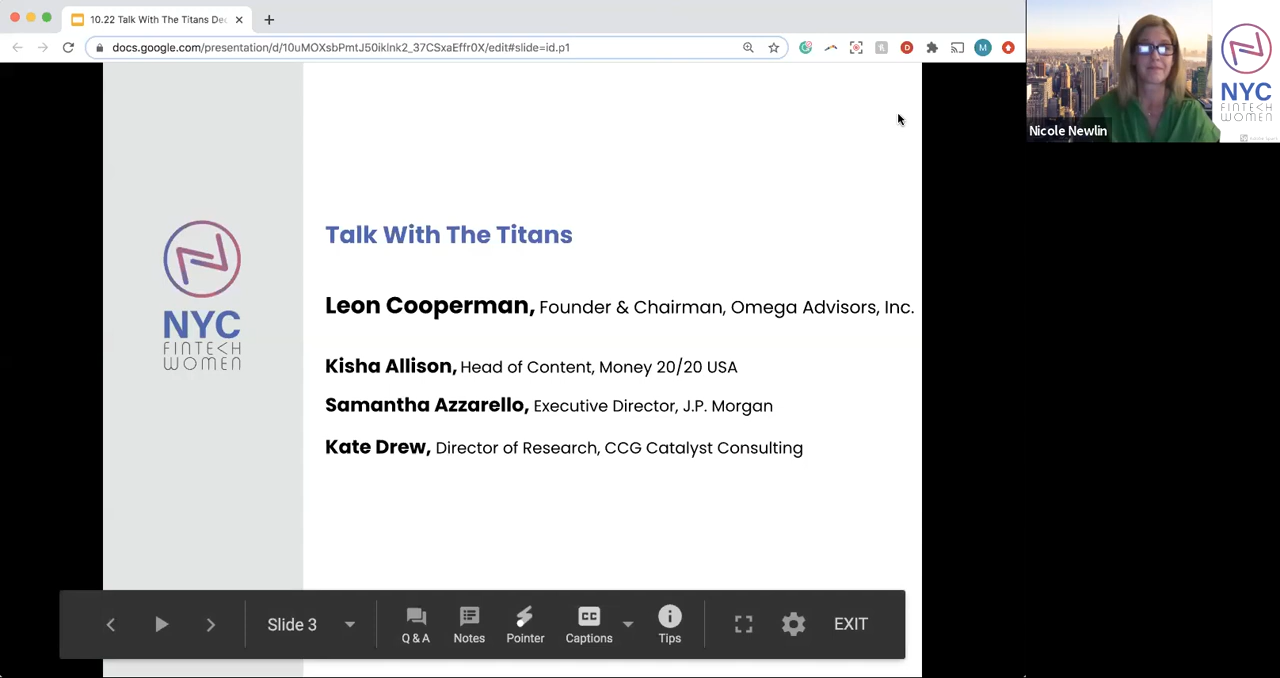 10.22 Talk With The Titans Dec
docs.google.com/presentation/d/10uMOXsbPmtJ50ikInk2_37CSxaEffr0X/edit#slide=id.p1
M
Nicole Newlin
NYC
FINTECH
WOMEN
NYC
FINTECH
WOMEN
Talk With The Titans
Leon Cooperman, Founder & Chairman, Omega Advisors, Inc.
Kisha Allison, Head of Content, Money 20/20 USA
Samantha Azzarello, Executive Director, J.P. Morgan
Kate Drew, Director of Research, CCG Catalyst Consulting
Slide 3
Q & A
Notes
Pointer
CC
Captions
Tips
EXIT